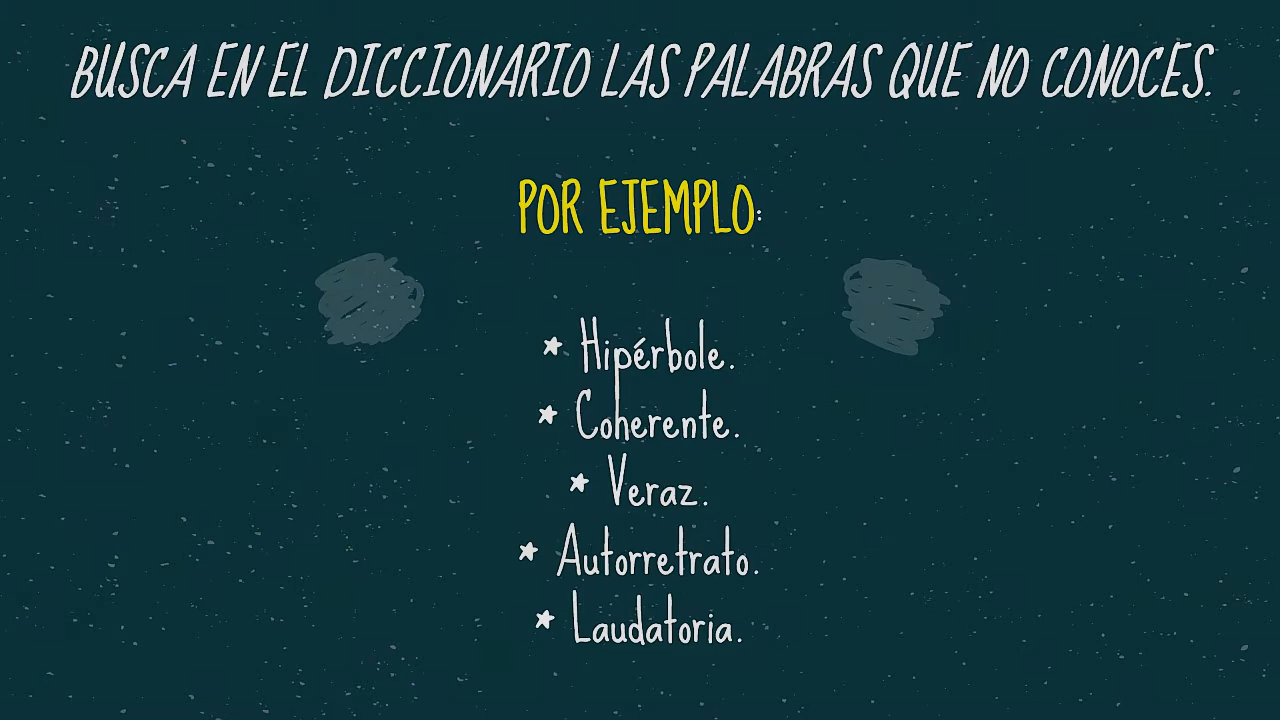 BUSCA EN EL DICCIONARIO LAS PALABRAS QUE NO CONOCES.
POR EJEMPLO:
* Hipérbole.
* Coherente.
* Veraz.
* Autorretrato.
* Laudatoria.